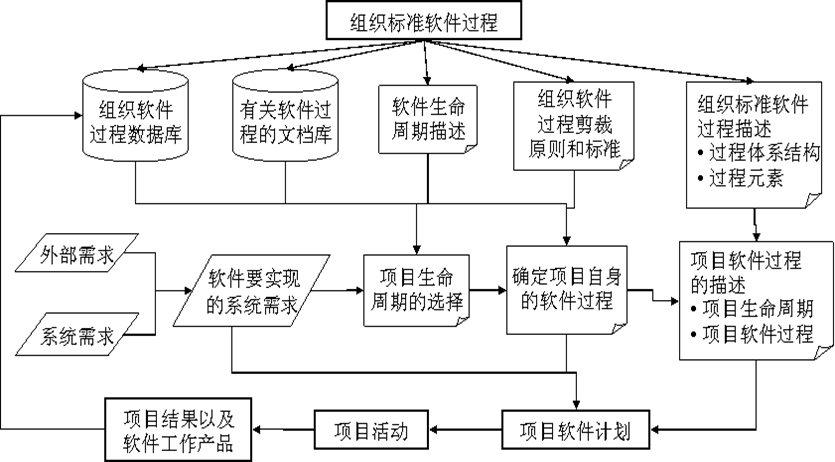 组织标准软件过程
组织软件
过程数据库
有关软件过
程的文档库
软件生命
周期描述
组织软件
过程剪裁
原则和标准
组织标准软件
过程描述
• 过程体系结构
• 过程元素
外部需求
系统需求
软件要实现
的系统需求
项目生命
周期的选择
确定项目自身
的软件过程
项目软件过程
的描述
• 项目生命周期
• 项目软件过程
项目结果以及
软件工作产品
项目活动
项目软件计划